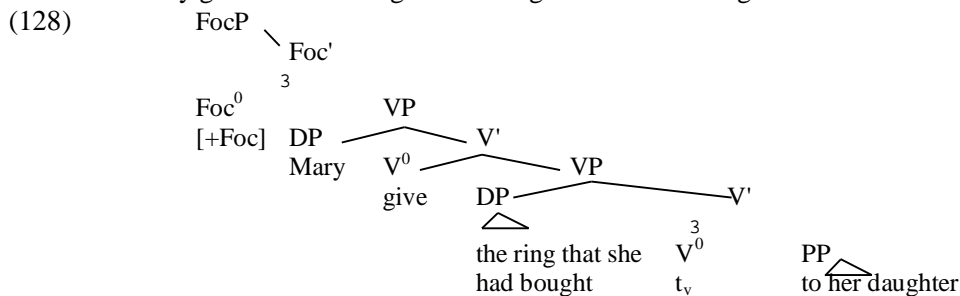 (128) FocP
Foc'
3
Foc⁰ VP
[+Foc] DP V'
Mary V⁰ VP
give DP V'
3
the ring that she V⁰ PP
had bought tᵥ to her daughter